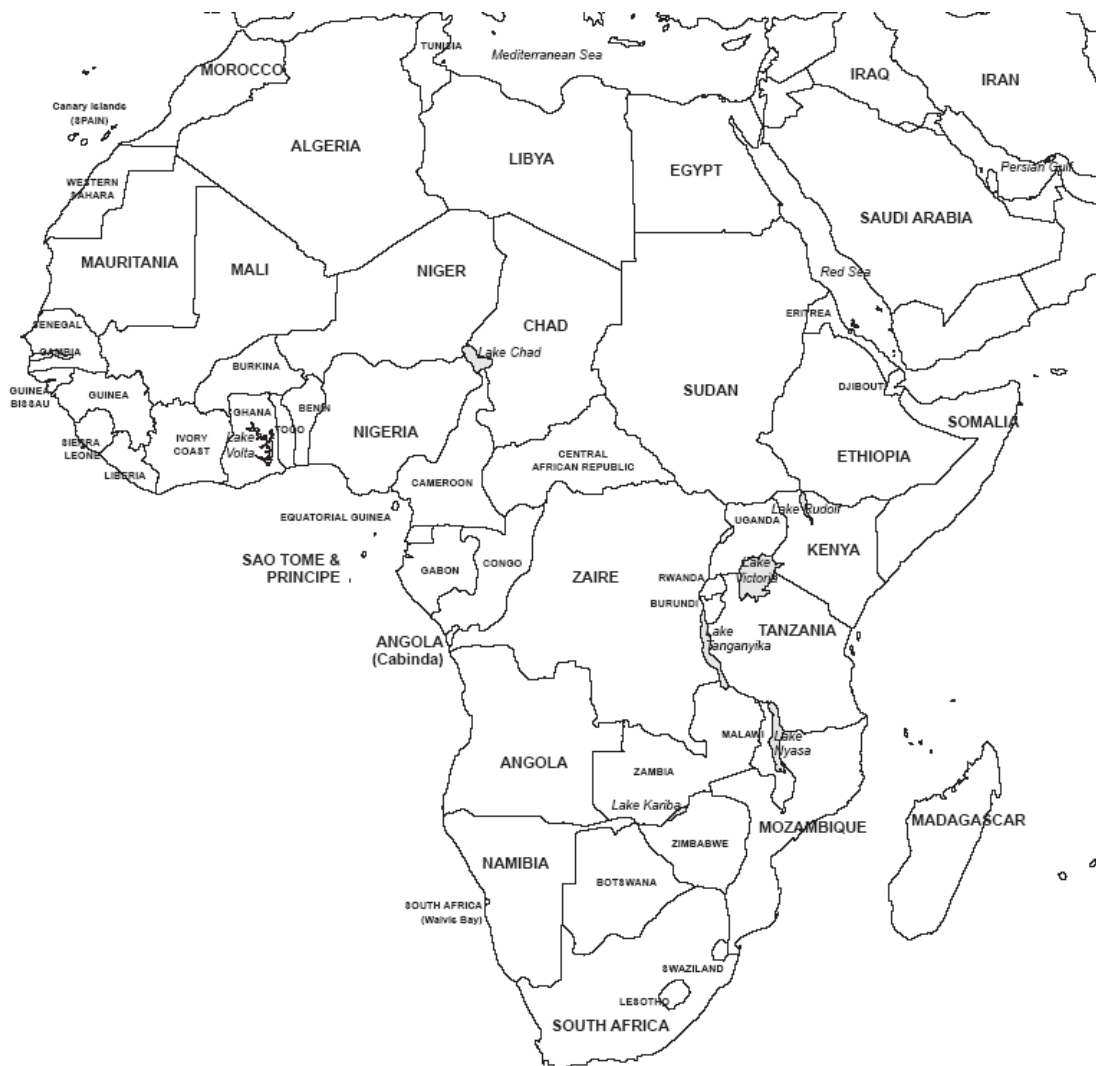 TUNISIA
Mediterranean Sea
MOROCCO
IRAQ
IRAN
Canary Islands
(SPAIN)
ALGERIA
LIBYA
EGYPT
Persian Gulf
WESTERN
SAHARA
SAUDI ARABIA
MAURITANIA
MALI
NIGER
Red Sea
CHAD
ERITREA
SENEGAL
GAMBIA
Lake Chad
BURKINA
SUDAN
DJIBOUTI
GUINEA
BISSAU
GUINEA
BENIN
GHANA
TOGO
NIGERIA
SOMALIA
SIERRA
LEONE
IVORY
COAST
Lake
Volta
LIBERIA
CENTRAL
AFRICAN REPUBLIC
ETHIOPIA
CAMEROON
Lake Rudolf
EQUATORIAL GUINEA
UGANDA
KENYA
SAO TOME &
PRINCIPE
GABON
CONGO
ZAIRE
Lake
Victoria
RWANDA
BURUNDI
TANZANIA
Lake
Tanganyika
ANGOLA
(Cabinda)
MALAWI
Lake
Nyasa
ANGOLA
ZAMBIA
Lake Kariba
MOZAMBIQUE
MADAGASCAR
ZIMBABWE
NAMIBIA
BOTSWANA
SOUTH AFRICA
(Walvis Bay)
SWAZILAND
LESOTHO
SOUTH AFRICA